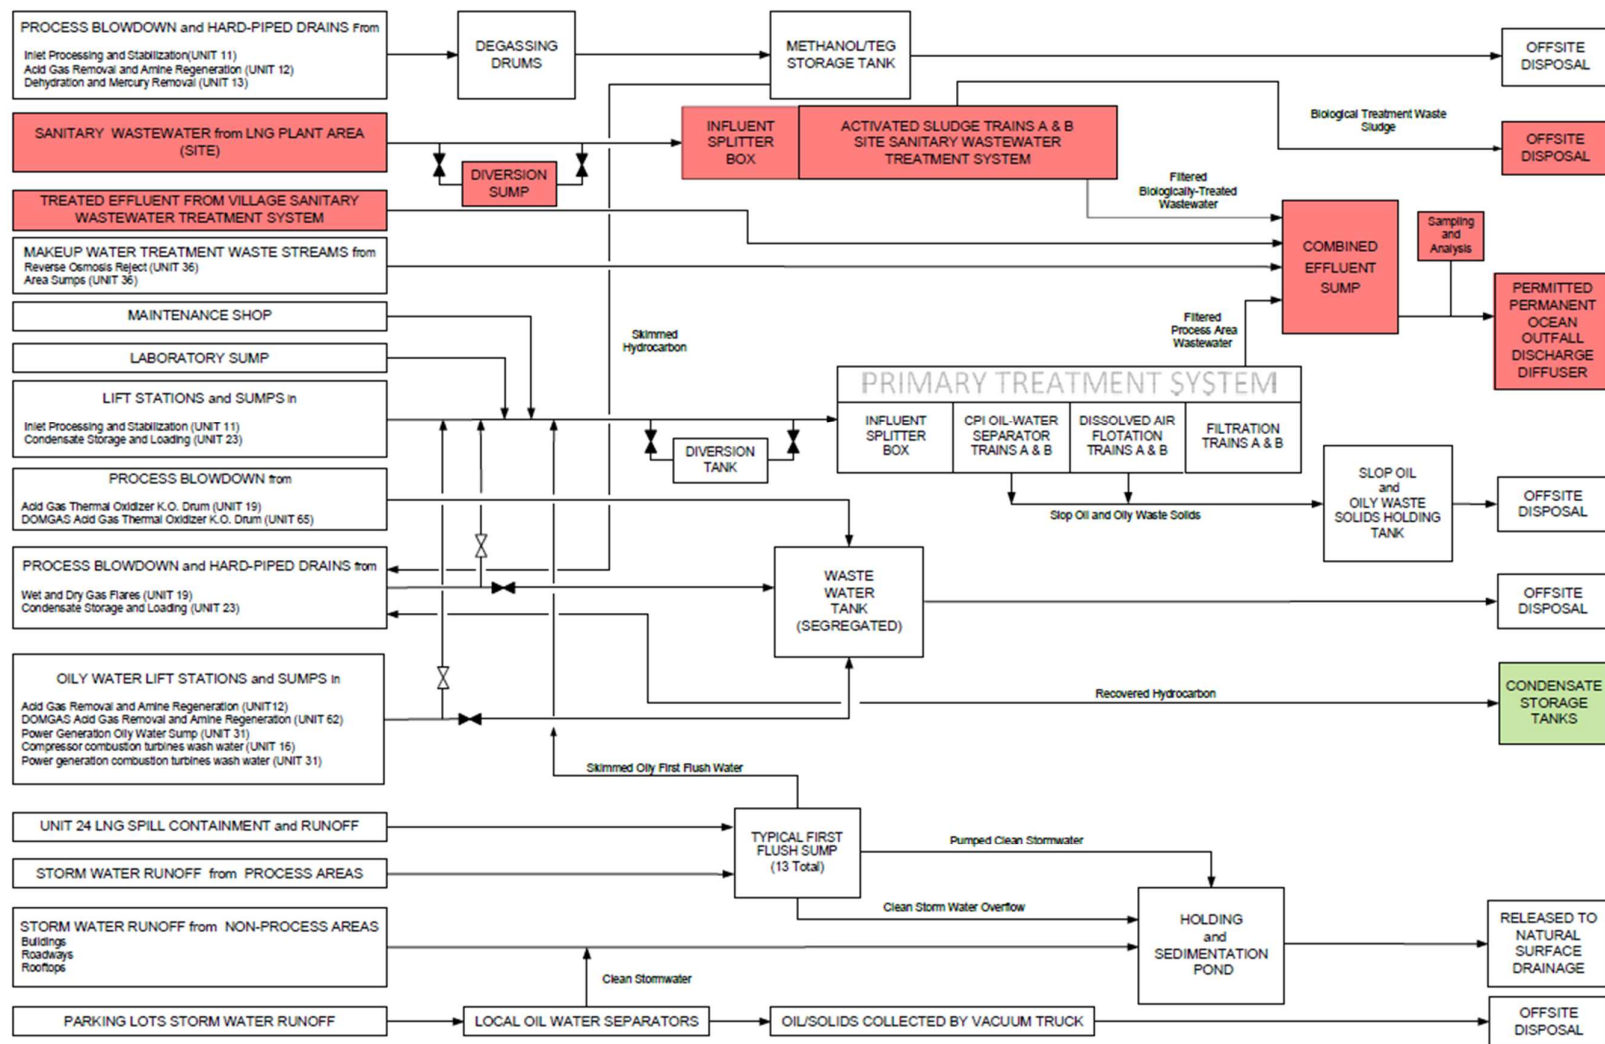 PROCESS BLOWDOWN and HARD-PIPED DRAINS From
Inlet Processing and Stabilization(UNIT 11)
Acid Gas Removal and Amine Regeneration (UNIT 12)
Dehydration and Mercury Removal (UNIT 13)
DEGASSING
DRUMS
METHANOL/TEG
STORAGE TANK
OFFSITE
DISPOSAL
SANITARY WASTEWATER from LNG PLANT AREA
(SITE)
DIVERSION
SUMP
INFLUENT
SPLITTER
BOX
ACTIVATED SLUDGE TRAINS A & B
SITE SANITARY WASTEWATER
TREATMENT SYSTEM
Biological Treatment Waste
Sludge
OFFSITE
DISPOSAL
TREATED EFFLUENT FROM VILLAGE SANITARY
WASTEWATER TREATMENT SYSTEM
Filtered
Biologically-Treated
Wastewater
MAKEUP WATER TREATMENT WASTE STREAMS from
Reverse Osmosis Reject (UNIT 36)
Area Sumps (UNIT 36)
COMBINED
EFFLUENT
SUMP
Sampling
and
Analysis
PERMITTED
PERMANENT
OCEAN
OUTFALL
DISCHARGE
DIFFUSER
MAINTENANCE SHOP
LABORATORY SUMP
Skimmed
Hydrocarbon
Filtered
Process Area
Wastewater
LIFT STATIONS and SUMPS in
Inlet Processing and Stabilization (UNIT 11)
Condensate Storage and Loading (UNIT 23)
DIVERSION
TANK
PRIMARY TREATMENT SYSTEM
INFLUENT
SPLITTER
BOX
CPI OIL-WATER
SEPARATOR
TRAINS A & B
DISSOLVED AIR
FLOTATION
TRAINS A & B
FILTRATION
TRAINS A & B
Slop Oil and Oily Waste Solids
SLOP OIL
and
OILY WASTE
SOLIDS HOLDING
TANK
OFFSITE
DISPOSAL
PROCESS BLOWDOWN from
Acid Gas Thermal Oxidizer K.O. Drum (UNIT 19)
DOMGAS Acid Gas Thermal Oxidizer K.O. Drum (UNIT 65)
PROCESS BLOWDOWN and HARD-PIPED DRAINS from
Wet and Dry Gas Flares (UNIT 19)
Condensate Storage and Loading (UNIT 23)
WASTE
WATER
TANK
(SEGREGATED)
OFFSITE
DISPOSAL
OILY WATER LIFT STATIONS and SUMPS in
Acid Gas Removal and Amine Regeneration (UNIT12)
DOMGAS Acid Gas Removal and Amine Regeneration (UNIT 62)
Power Generation Oily Water Sump (UNIT 31)
Compressor combustion turbines wash water (UNIT 16)
Power generation combustion turbines wash water (UNIT 31)
Recovered Hydrocarbon
CONDENSATE
STORAGE
TANKS
Skimmed Oily First Flush Water
UNIT 24 LNG SPILL CONTAINMENT and RUNOFF
STORM WATER RUNOFF from PROCESS AREAS
TYPICAL FIRST
FLUSH SUMP
(13 Total)
Pumped Clean Stormwater
Clean Storm Water Overflow
STORM WATER RUNOFF from NON-PROCESS AREAS
Buildings
Roadways
Rooftops
Clean Stormwater
HOLDING
and
SEDIMENTATION
POND
RELEASED TO
NATURAL
SURFACE
DRAINAGE
PARKING LOTS STORM WATER RUNOFF
LOCAL OIL WATER SEPARATORS
OIL/SOLIDS COLLECTED BY VACUUM TRUCK
OFFSITE
DISPOSAL